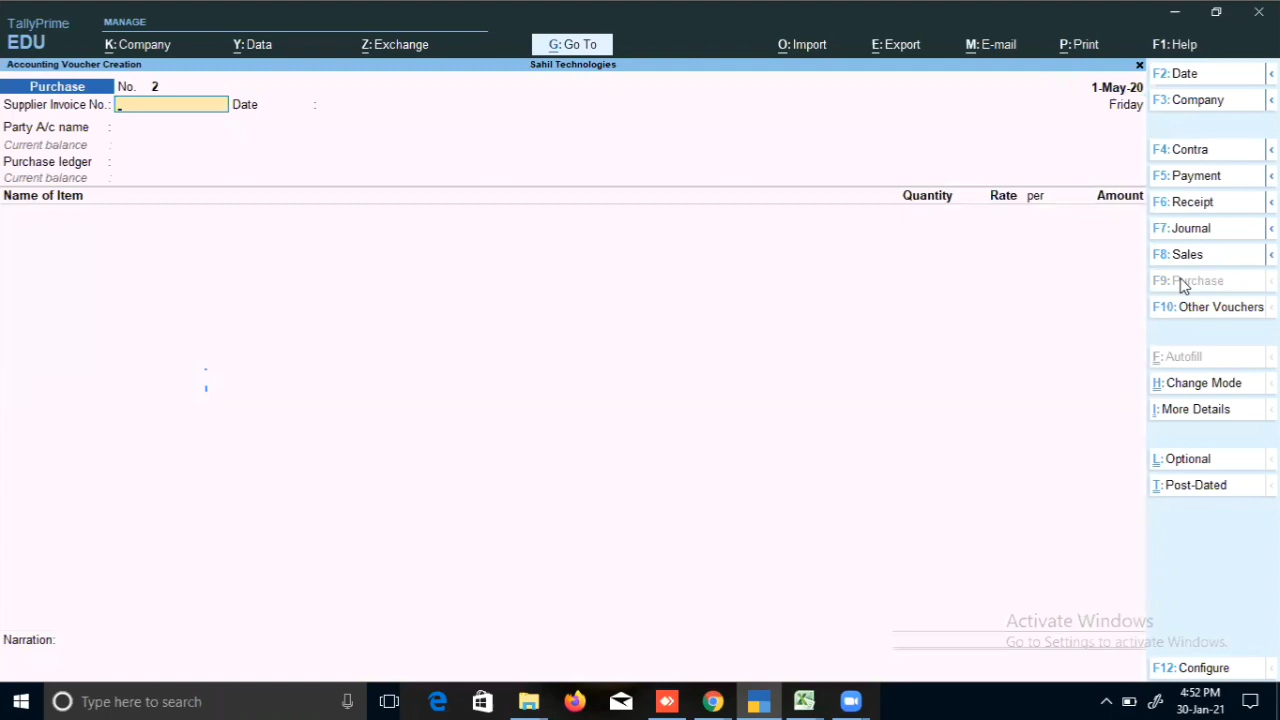 TallyPrime
EDU
MANAGE
K: Company
Y: Data
Z: Exchange
G: Go To
O: Import
E: Export
M: E-mail
P: Print
F1: Help
Accounting Voucher Creation
Sahil Technologies
Purchase No. 2
1-May-20
Supplier Invoice No.: Date :
Friday
Party A/c name :
Current balance :
Purchase ledger :
Current balance :
Name of Item Quantity Rate per Amount
F2: Date
F3: Company
F4: Contra
F5: Payment
F6: Receipt
F7: Journal
F8: Sales
F9: Purchase
F10: Other Vouchers
F: Autofill
H: Change Mode
I: More Details
L: Optional
T: Post-Dated
Activate Windows
Go to Settings to activate Windows.
Narration:
F12: Configure
Type here to search
4:52 PM
30-Jan-21